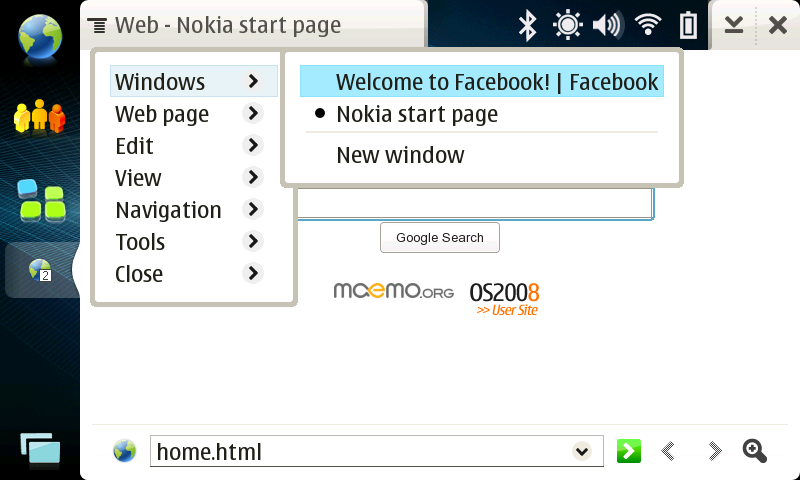 Web - Nokia start page
Windows
Web page
Edit
View
Navigation
Tools
Close
Welcome to Facebook! | Facebook
Nokia start page
New window
Google Search
maemo.org
OS2008
>> User Site
2
home.html